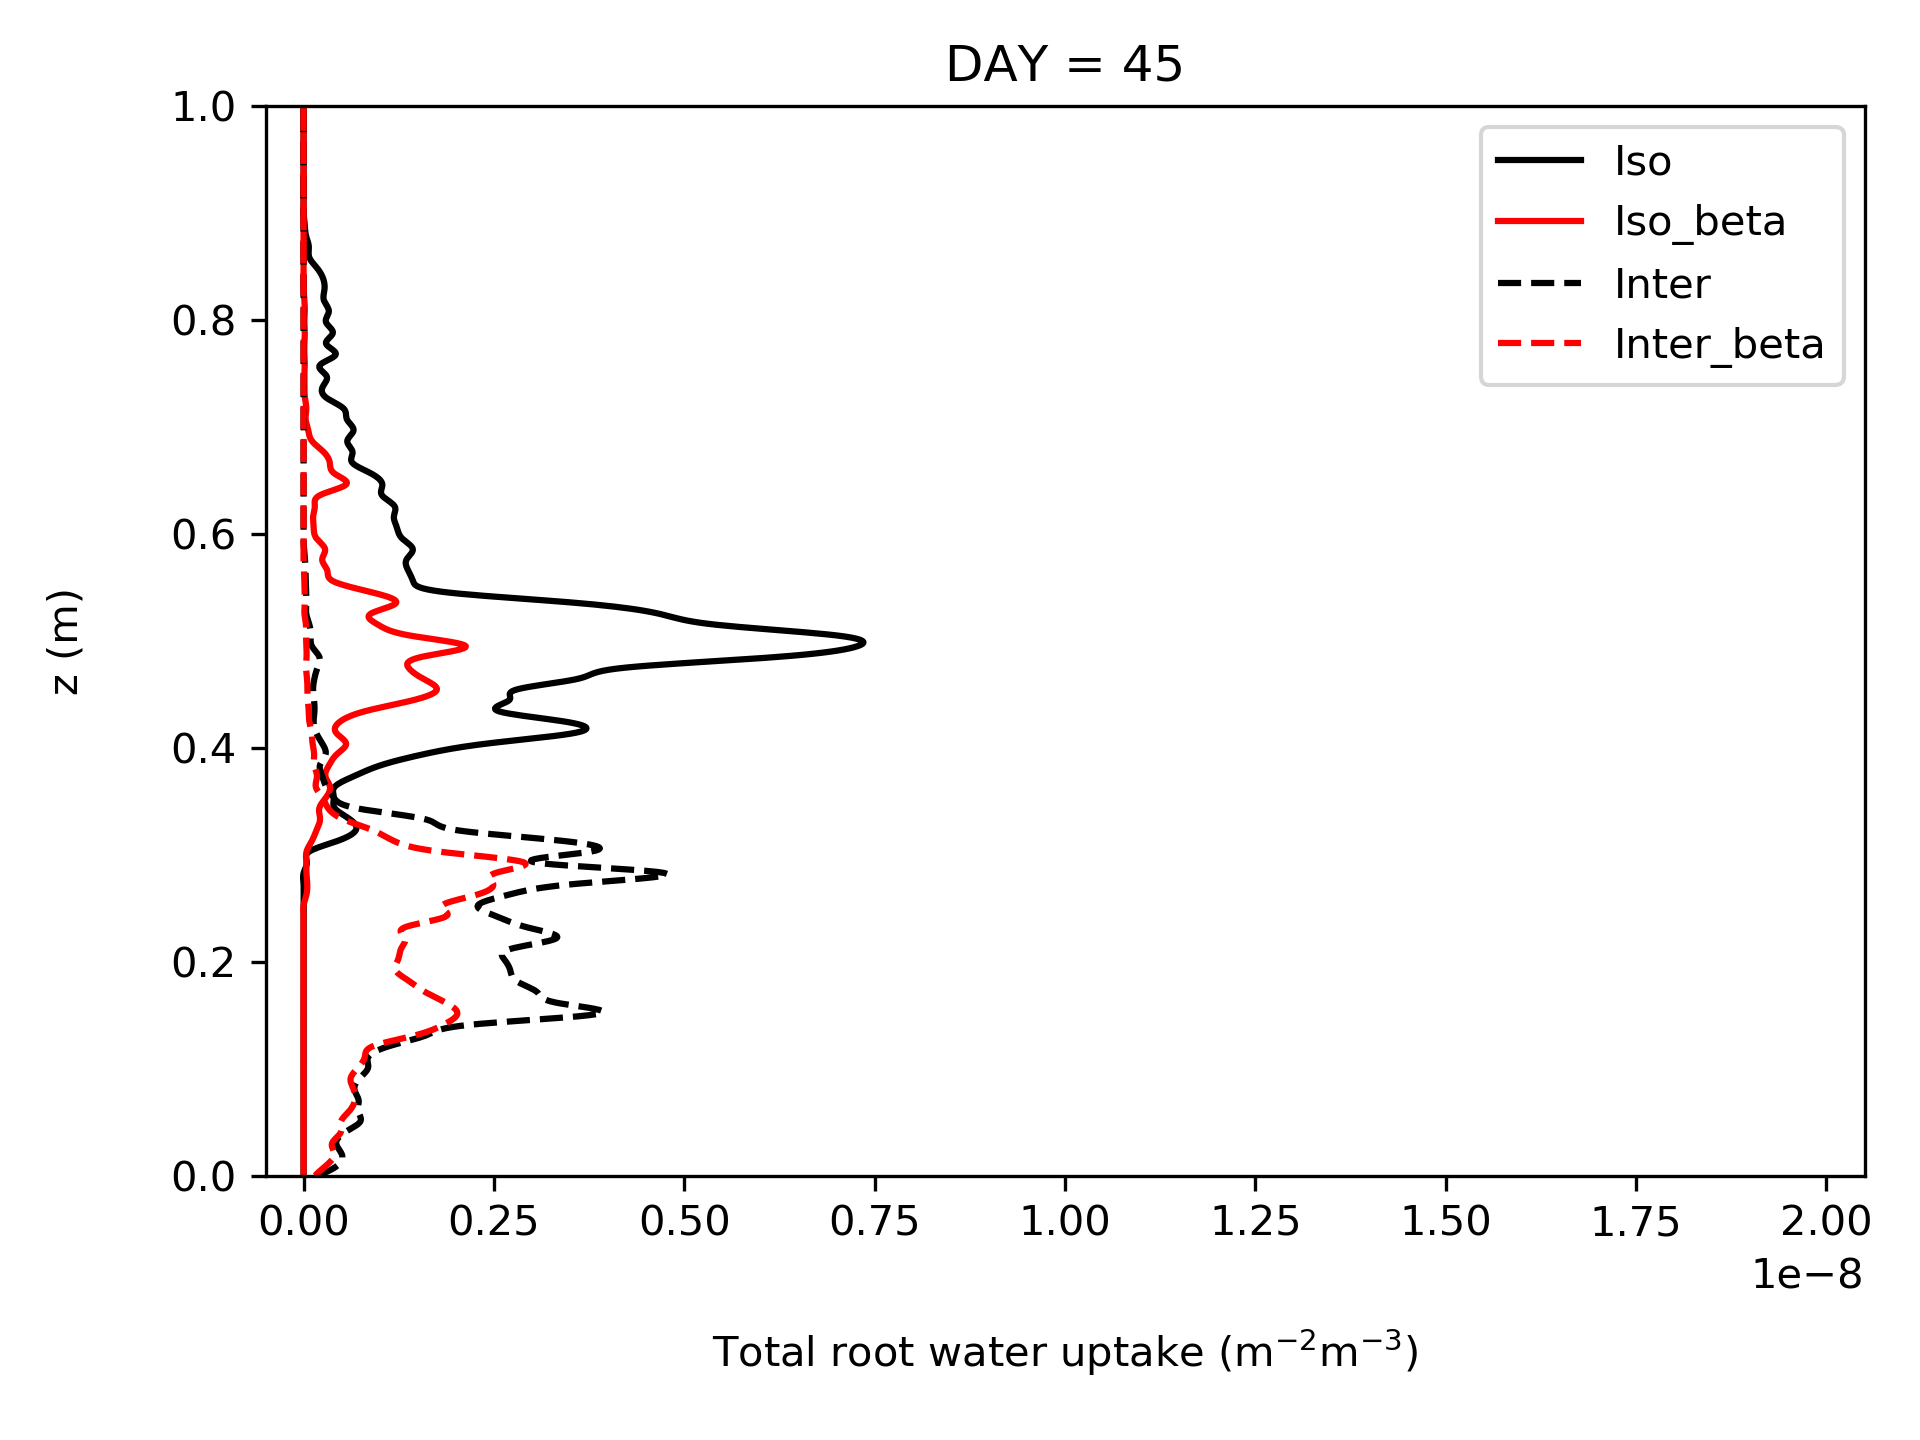 DAY = 45
1.0
0.8
0.6
0.4
0.2
0.0
z (m)
Iso
Iso_beta
Inter
Inter_beta
0.00 0.25 0.50 0.75 1.00 1.25 1.50 1.75 2.00
1e−8
Total root water uptake (m⁻²m⁻³)